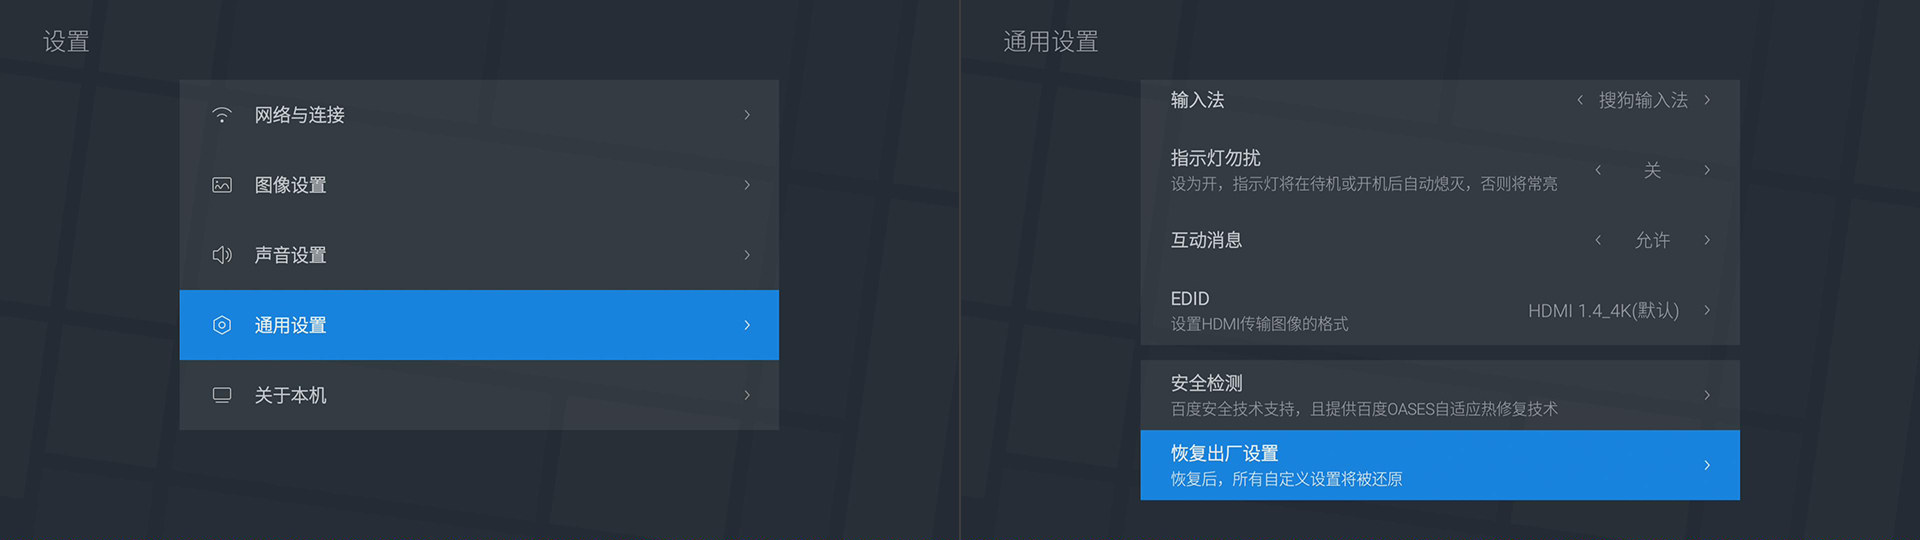 设置
网络与连接
图像设置
声音设置
通用设置
关于本机
通用设置
输入法 搜狗输入法
指示灯勿扰
设为开，指示灯将在待机或开机后自动熄灭，否则将常亮
关
互动消息 允许
EDID
设置HDMI传输图像的格式
HDMI 1.4_4K(默认)
安全检测
百度安全技术支持，且提供百度OASES自适应热修复技术
恢复出厂设置
恢复后，所有自定义设置将被还原